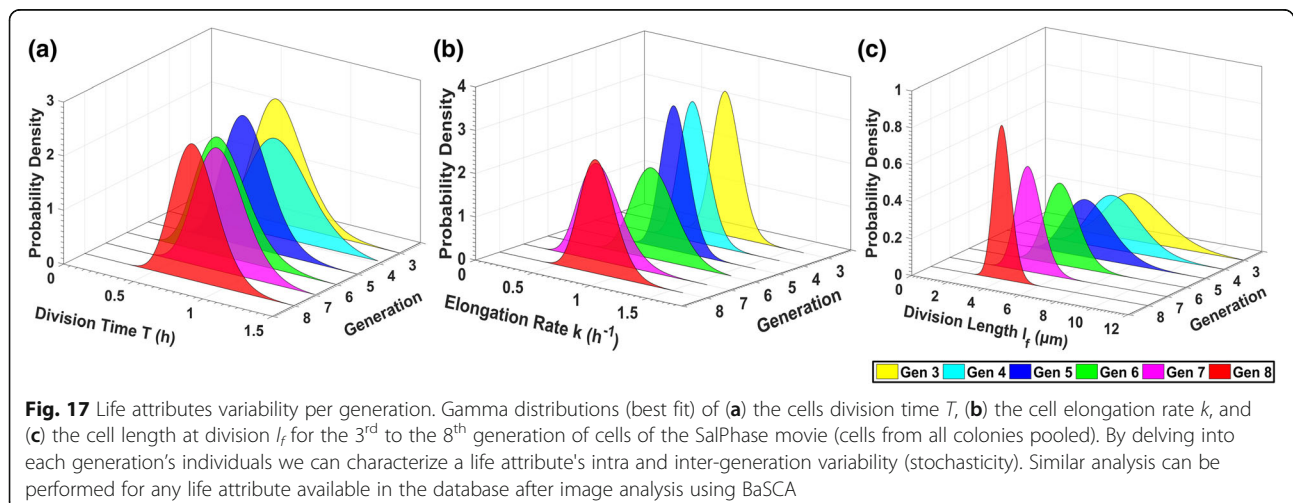 (a)
3
2
1
0
Probability Density
0
0.5
1
1.5
Division Time T (h)
8
7
6
5
4
3
Generation
(b)
4
3
2
1
0
Probability Density
0
0.5
1
1.5
Elongation Rate k (h⁻¹)
8
7
6
5
4
3
Generation
(c)
1
0.8
0.6
0.4
0.2
0
Probability Density
0
2
4
6
8
10
12
Division Length l_f (μm)
8
7
6
5
4
3
Generation
Gen 3 Gen 4 Gen 5 Gen 6 Gen 7 Gen 8
Fig. 17 Life attributes variability per generation. Gamma distributions (best fit) of (a) the cells division time T, (b) the cell elongation rate k, and
(c) the cell length at division l_f for the 3rd to the 8th generation of cells of the SalPhase movie (cells from all colonies pooled). By delving into
each generation's individuals we can characterize a life attribute's intra and inter-generation variability (stochasticity). Similar analysis can be
performed for any life attribute available in the database after image analysis using BaSCA